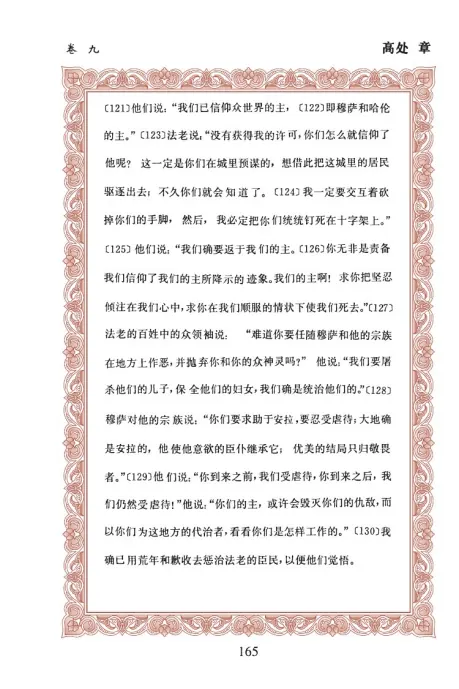 卷 九
高处 章
〔121〕他们说：“我们已信仰众世界的主，〔122〕即穆萨和哈伦
的主。”〔123〕法老说，“没有获得我的许可，你们怎么就信仰了
他呢？ 这一定是你们在城里预谋的，想借此把这城里的居民
驱逐出去；不久你们就会知道了。〔124〕我一定要交互着砍
掉你们的手脚，然后，我必定把你们统统钉死在十字架上。”
〔125〕他们说：“我们确要返于我们的主。〔126〕你无非是责备
我们信仰了我们的主所降示的迹象。我们的主啊！求你把坚忍
倾注在我们心中，求你在我们顺服的情状下使我们死去。”〔127〕
法老的百姓中的众领袖说： “难道你要任随穆萨和他的宗族
在地方上作恶，并抛弃你和你的众神灵吗？” 他说：“我们要屠
杀他们的儿子，保全他们的妇女，我们确是统治他们的。”〔128〕
穆萨对他的宗族说：“你们要求助于安拉，要忍受虐待；大地确
是安拉的，他使他意欲的臣仆继承它； 优美的结局只归敬畏
者。”〔129〕他们说：“你到来之前，我们受虐待，你到来之后，我
们仍然受虐待！”他说：“你们的主，或许会毁灭你们的仇敌，而
以你们为这地方的代治者，看看你们是怎样工作的。”〔130〕我
确已用荒年和歉收去惩治法老的臣民，以便他们觉悟。
165